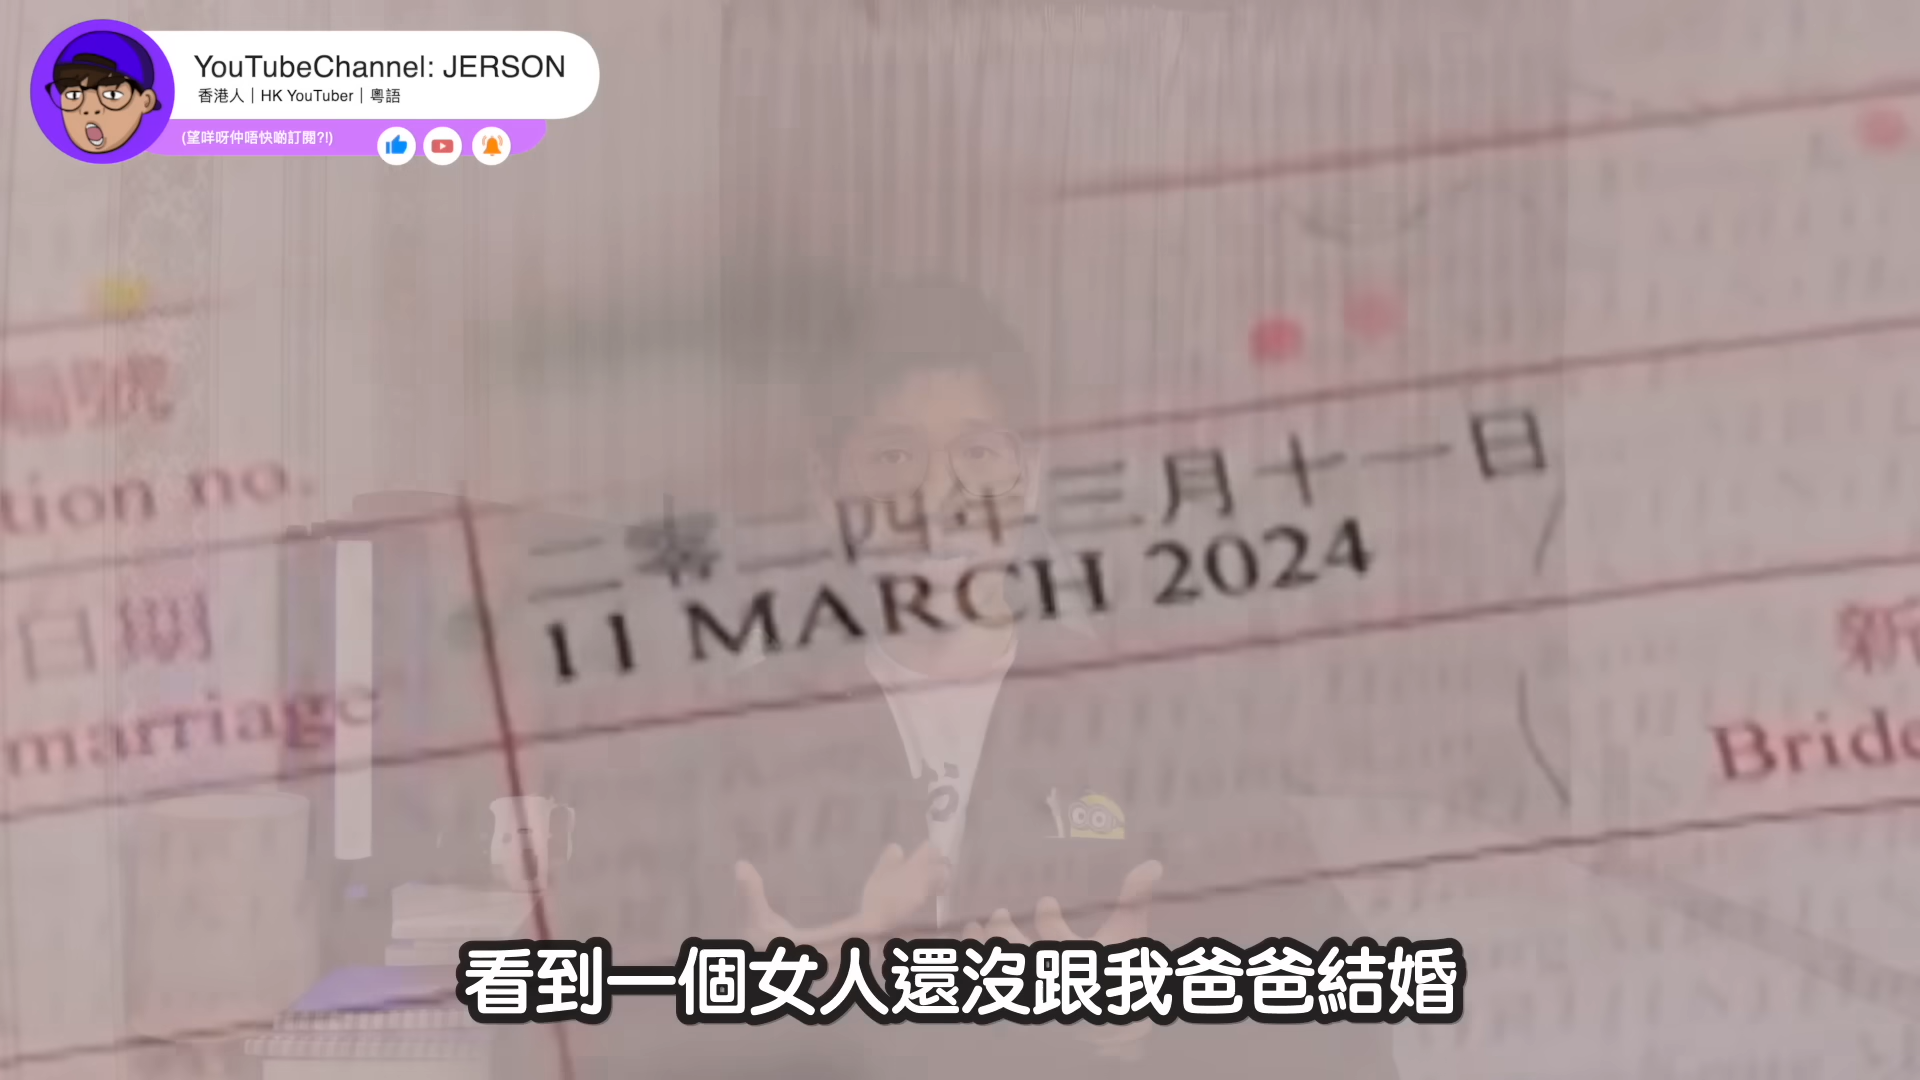 YouTubeChannel: JERSON
香港人｜HK YouTuber｜粵語
(望咩呀仲唔快啲訂閱?!)
編號
tion no.
二零二四年三月十一日
11 MARCH 2024
日期
marriage
新
Bride
看到一個女人還沒跟我爸爸結婚